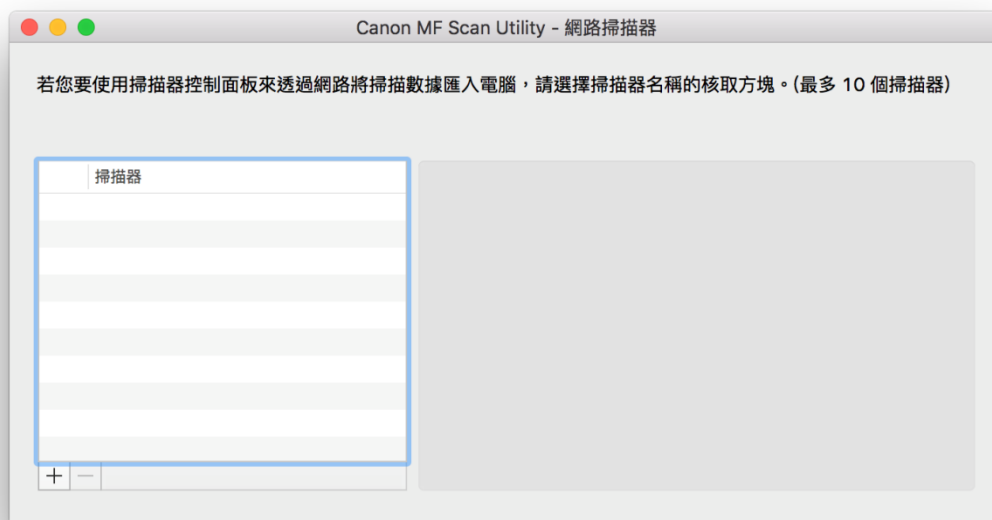 Canon MF Scan Utility - 網路掃描器
若您要使用掃描器控制面板來透過網路將掃描數據匯入電腦，請選擇掃描器名稱的核取方塊。(最多 10 個掃描器)
掃描器